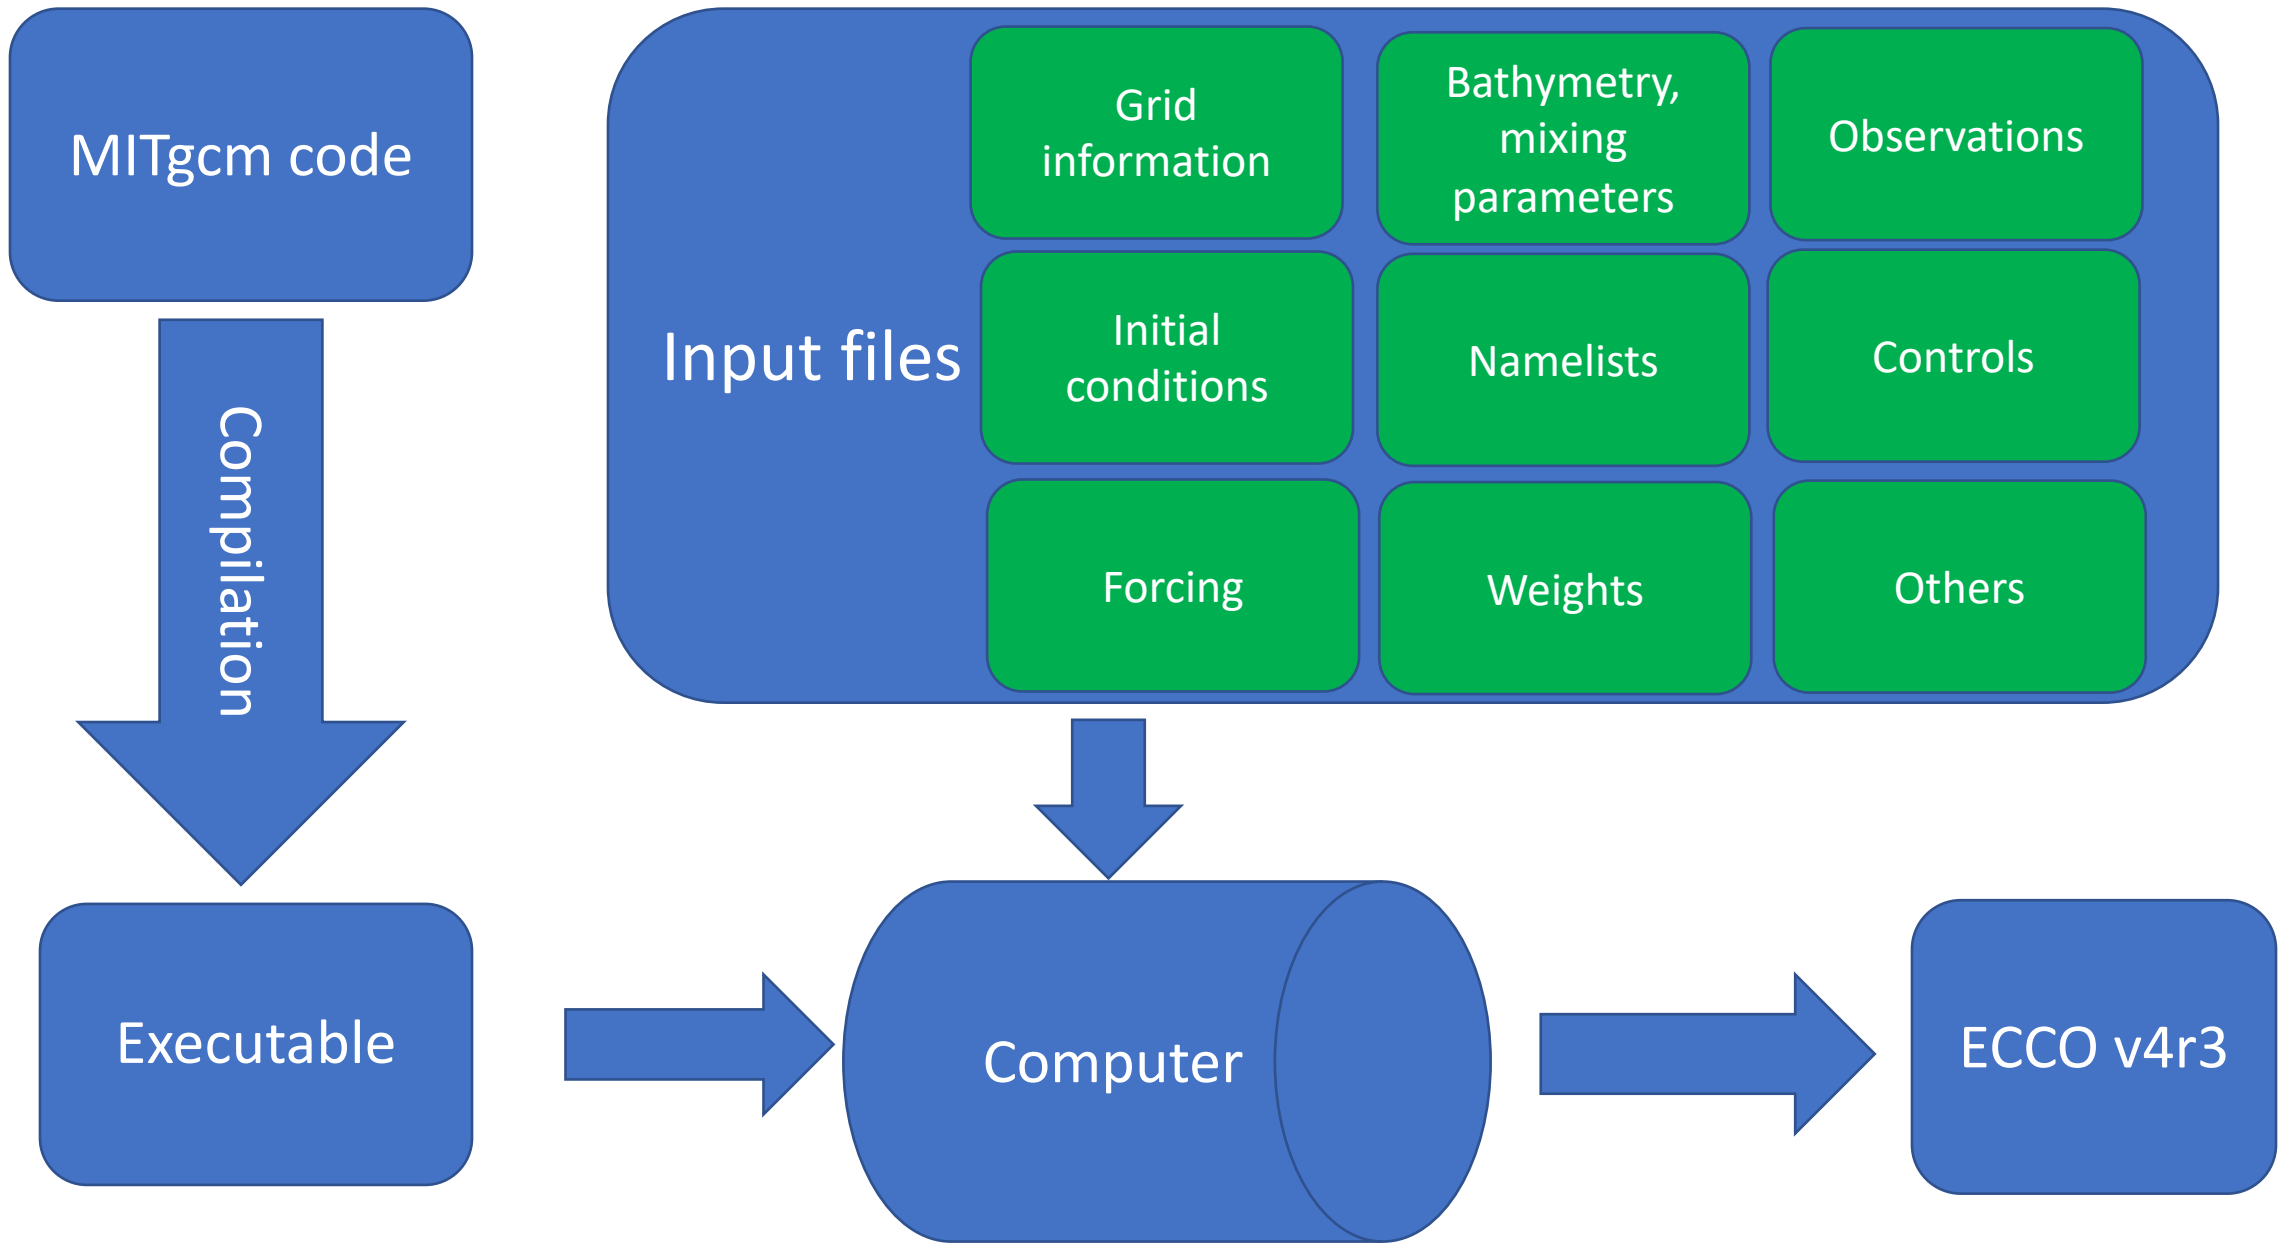 MITgcm code
Compilation
Executable
Input files
Grid
information
Bathymetry,
mixing
parameters
Observations
Initial
conditions
Namelists
Controls
Forcing
Weights
Others
Computer
ECCO v4r3